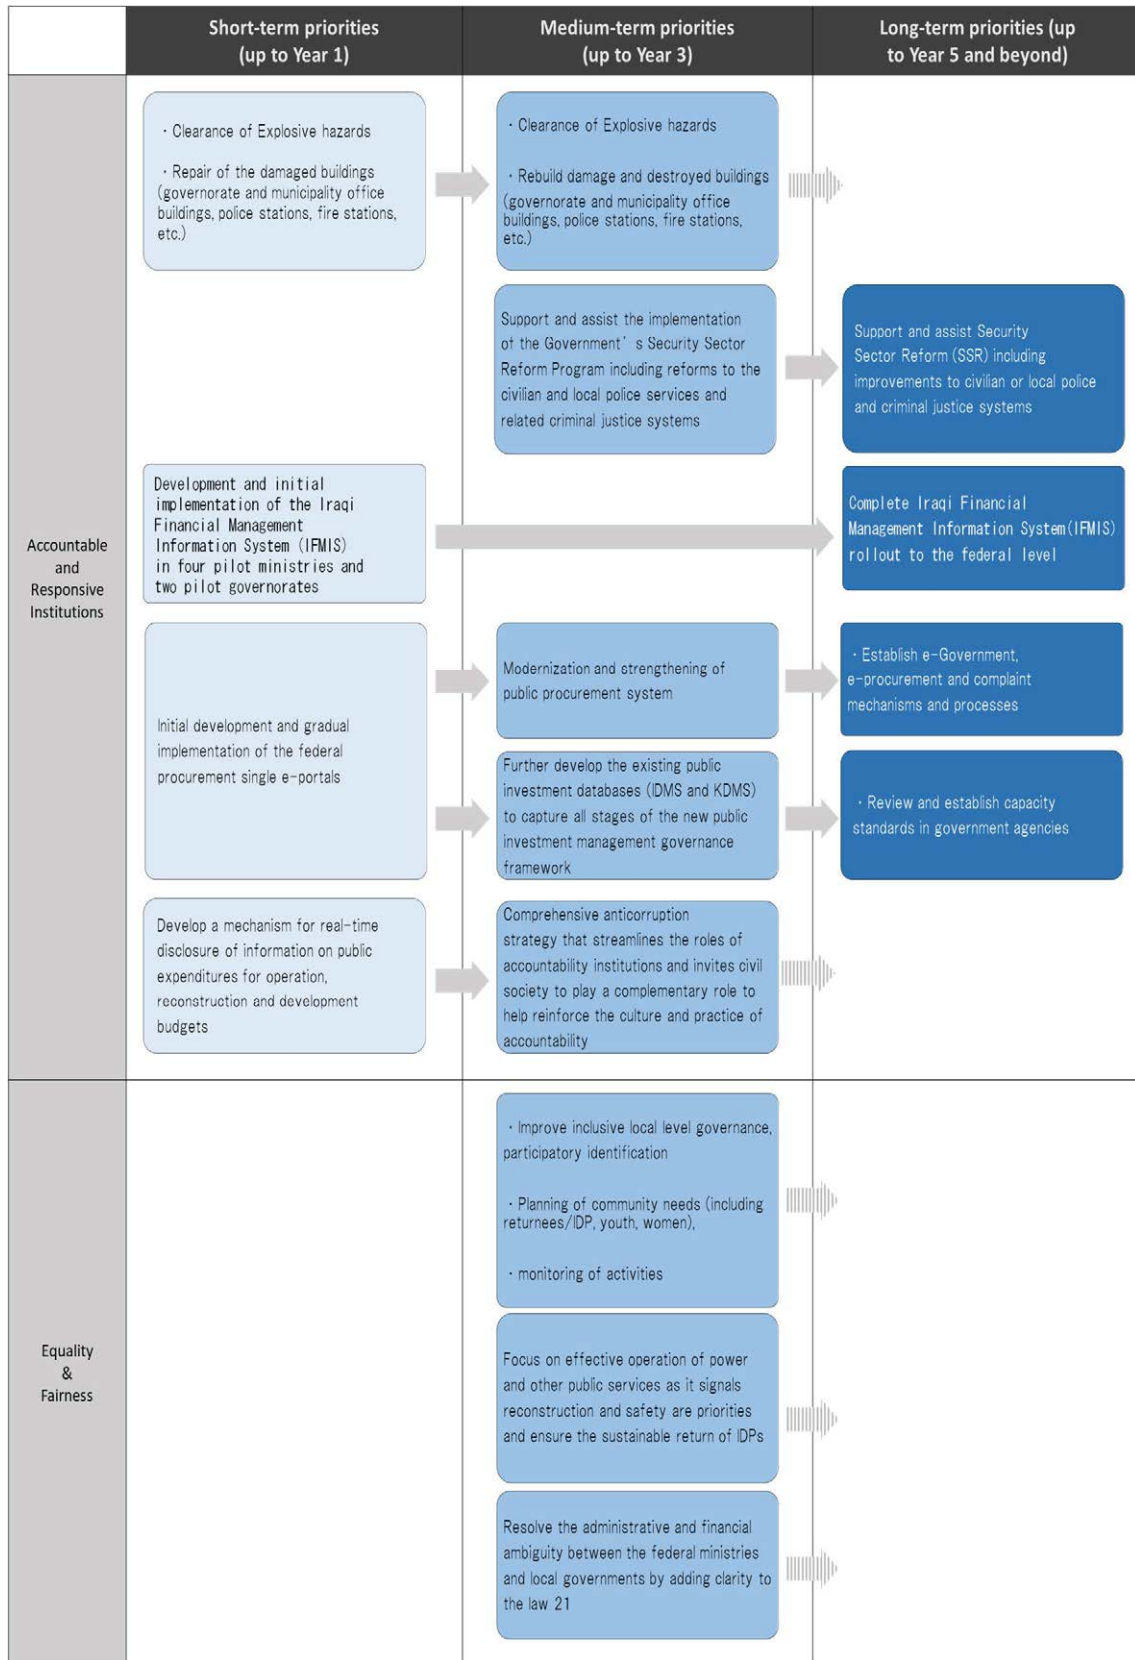 Short-term priorities
(up to Year 1)
Medium-term priorities
(up to Year 3)
Long-term priorities (up
to Year 5 and beyond)
Accountable
and
Responsive
Institutions
・Clearance of Explosive hazards
・Repair of the damaged buildings
(governorate and municipality office
buildings, police stations, fire stations,
etc.)
・Clearance of Explosive hazards
・Rebuild damage and destroyed buildings
(governorate and municipality office
buildings, police stations, fire stations,
etc.)
Support and assist the implementation
of the Government's Security Sector
Reform Program including reforms to the
civilian and local police services and
related criminal justice systems
Support and assist Security
Sector Reform (SSR) including
improvements to civilian or local police
and criminal justice systems
Development and initial
implementation of the Iraqi
Financial Management
Information System (IFMIS)
in four pilot ministries and
two pilot governorates
Complete Iraqi Financial
Management Information System(IFMIS)
rollout to the federal level
Initial development and gradual
implementation of the federal
procurement single e-portals
Modernization and strengthening of
public procurement system
・Establish e-Government,
e-procurement and complaint
mechanisms and processes
Further develop the existing public
investment databases (IDMS and KDMS)
to capture all stages of the new public
investment management governance
framework
・Review and establish capacity
standards in government agencies
Develop a mechanism for real-time
disclosure of information on public
expenditures for operation,
reconstruction and development
budgets
Comprehensive anticorruption
strategy that streamlines the roles of
accountability institutions and invites civil
society to play a complementary role to
help reinforce the culture and practice of
accountability
Equality
&
Fairness
・Improve inclusive local level governance,
participatory identification
・Planning of community needs (including
returnees/IDP, youth, women),
・monitoring of activities
Focus on effective operation of power
and other public services as it signals
reconstruction and safety are priorities
and ensure the sustainable return of IDPs
Resolve the administrative and financial
ambiguity between the federal ministries
and local governments by adding clarity to
the law 21